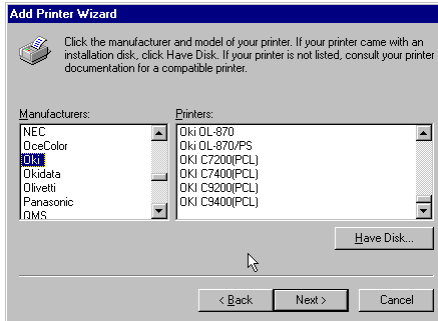 Add Printer Wizard
Click the manufacturer and model of your printer. If your printer came with an
installation disk, click Have Disk. If your printer is not listed, consult your printer
documentation for a compatible printer.
Manufacturers:
NEC
OceColor
Oki
Okidata
Olivetti
Panasonic
QMS
Printers:
Oki OL-870
Oki OL-870/PS
OKI C7200(PCL)
OKI C7400(PCL)
OKI C9200(PCL)
OKI C9400(PCL)
Have Disk...
< Back
Next >
Cancel